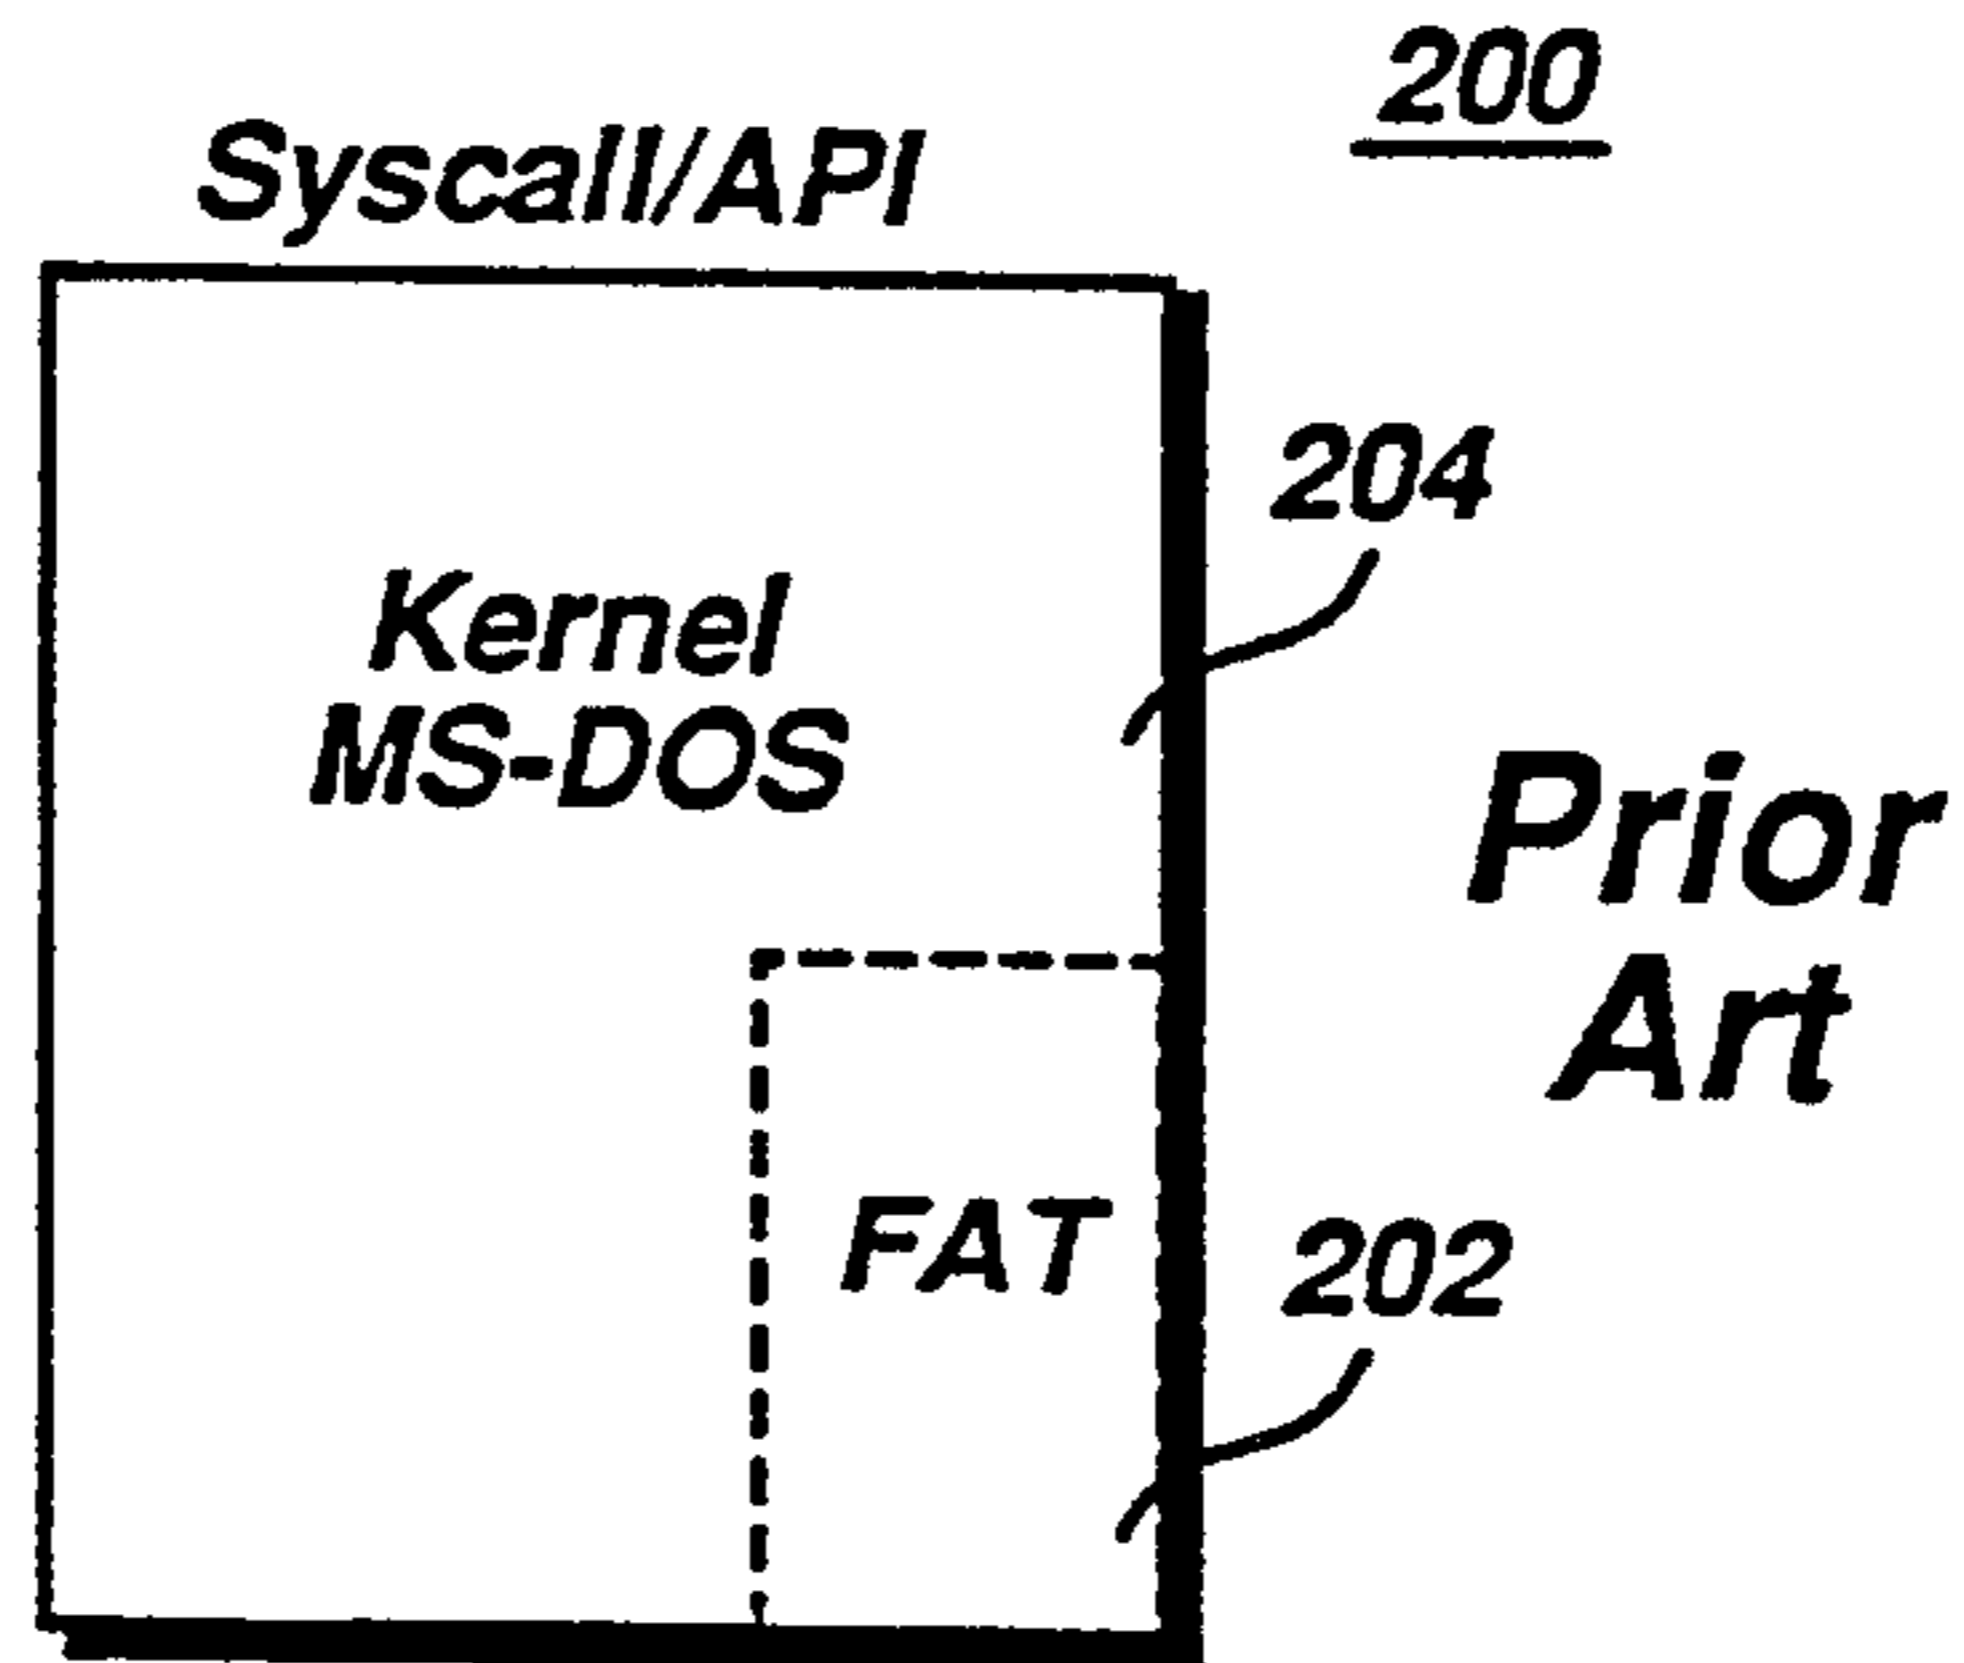 200
Syscall/API
204
Kernel
MS-DOS
Prior
Art
FAT
202